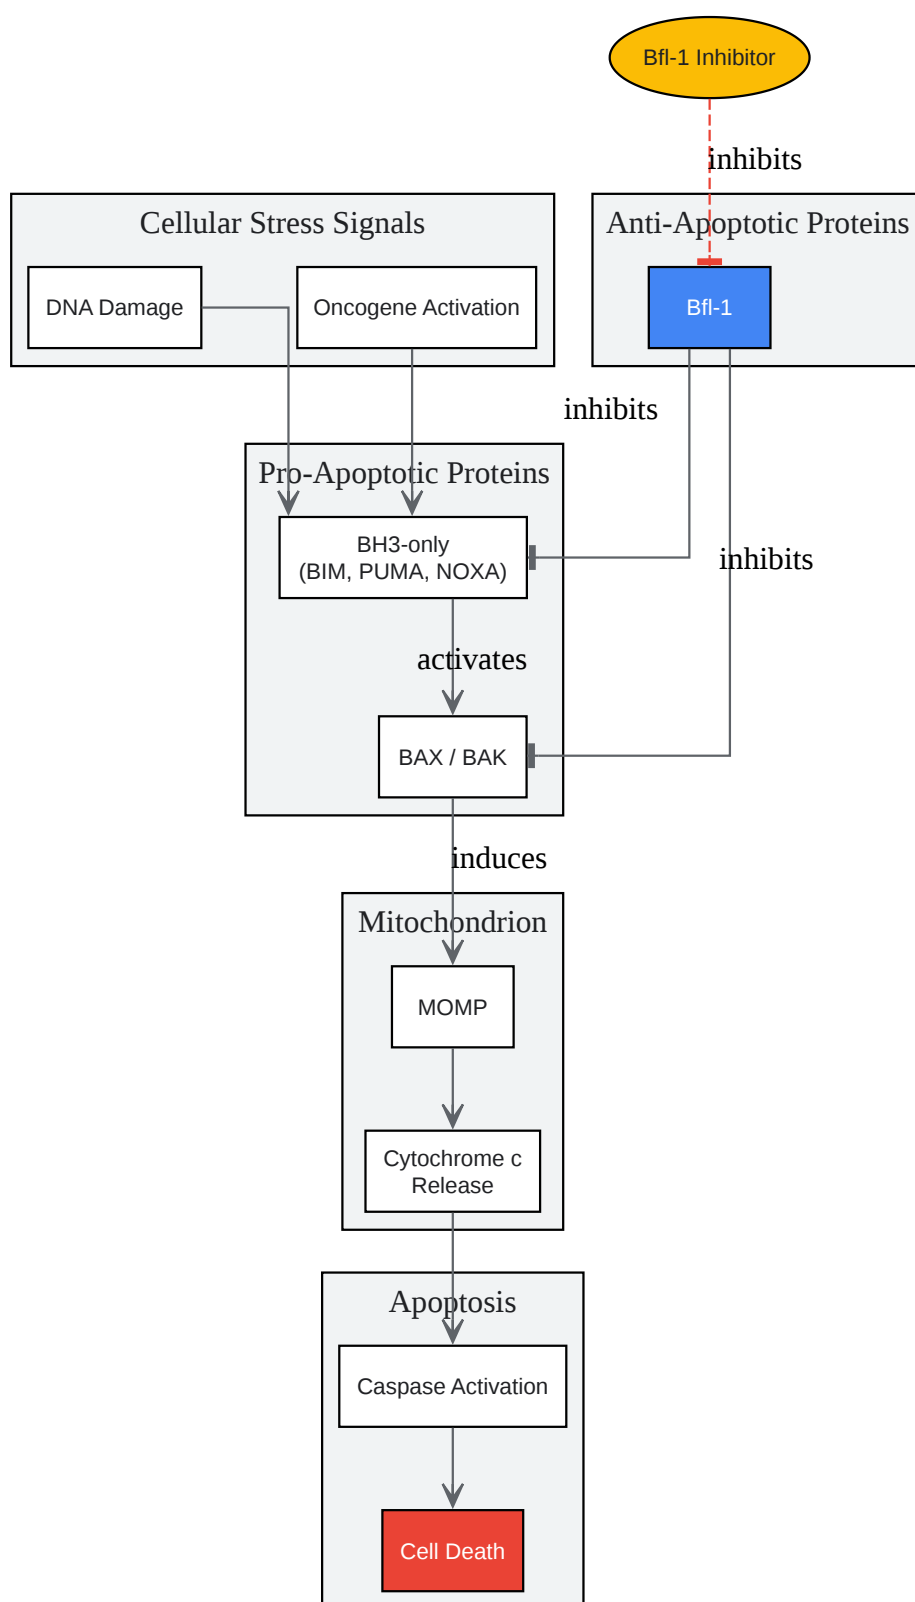 Bfl-1 Inhibitor
inhibits
Cellular Stress Signals
Anti-Apoptotic Proteins
DNA Damage
Oncogene Activation
Bfl-1
inhibits
Pro-Apoptotic Proteins
BH3-only
(BIM, PUMA, NOXA)
inhibits
activates
BAX / BAK
induces
Mitochondrion
MOMP
Cytochrome c
Release
Apoptosis
Caspase Activation
Cell Death